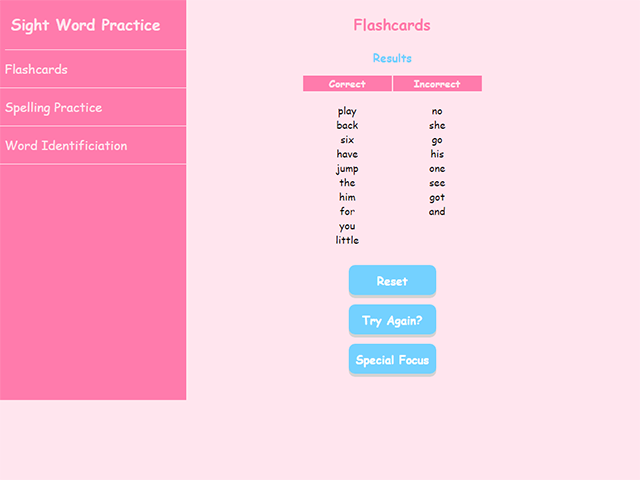 Sight Word Practice
Flashcards
Spelling Practice
Word Identificiation
Flashcards
Results
Correct Incorrect
play no
back she
six go
have his
jump one
the see
him got
for and
you
little
Reset
Try Again?
Special Focus